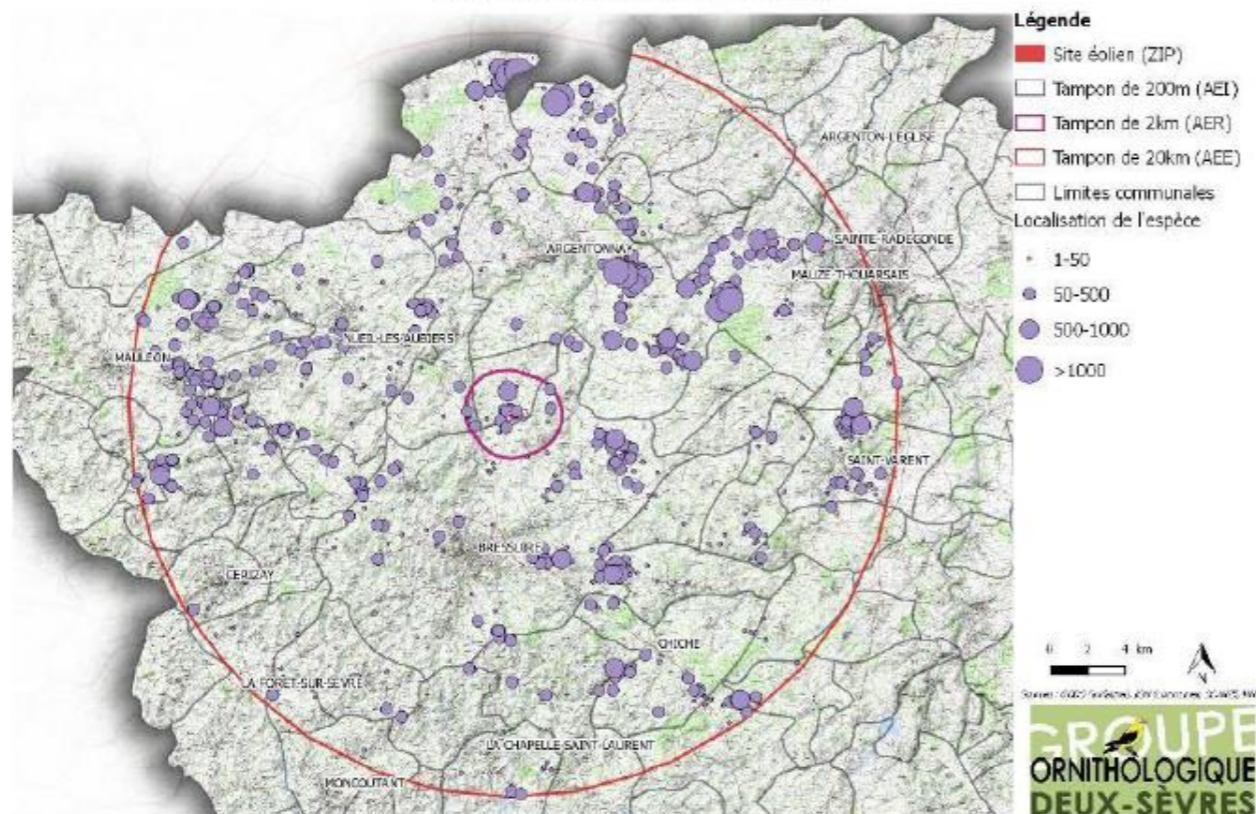 Légende
Site éolien (ZIP)
Tampon de 200m (AEI)
Tampon de 2km (AER)
Tampon de 20km (AEE)
Limites communales
Localisation de l'espèce
1-50
50-500
500-1000
>1000
ARGENTON-L'EGLISE
ARGENTONNAY
SAINTE-RADEGONDE
MAUZE-THOUARSAIS
NUEIL-LES-AUBIERS
MAULEON
SAINT-VARENT
BRESSUIRE
CERIZAY
CHICHE
LA FORET-SUR-SEVRE
LA CHAPELLE-SAINT-LAURENT
MONCOUTANT
0 2 4 km
N
GROUPE
ORNITHOLOGIQUE
DEUX-SÈVRES